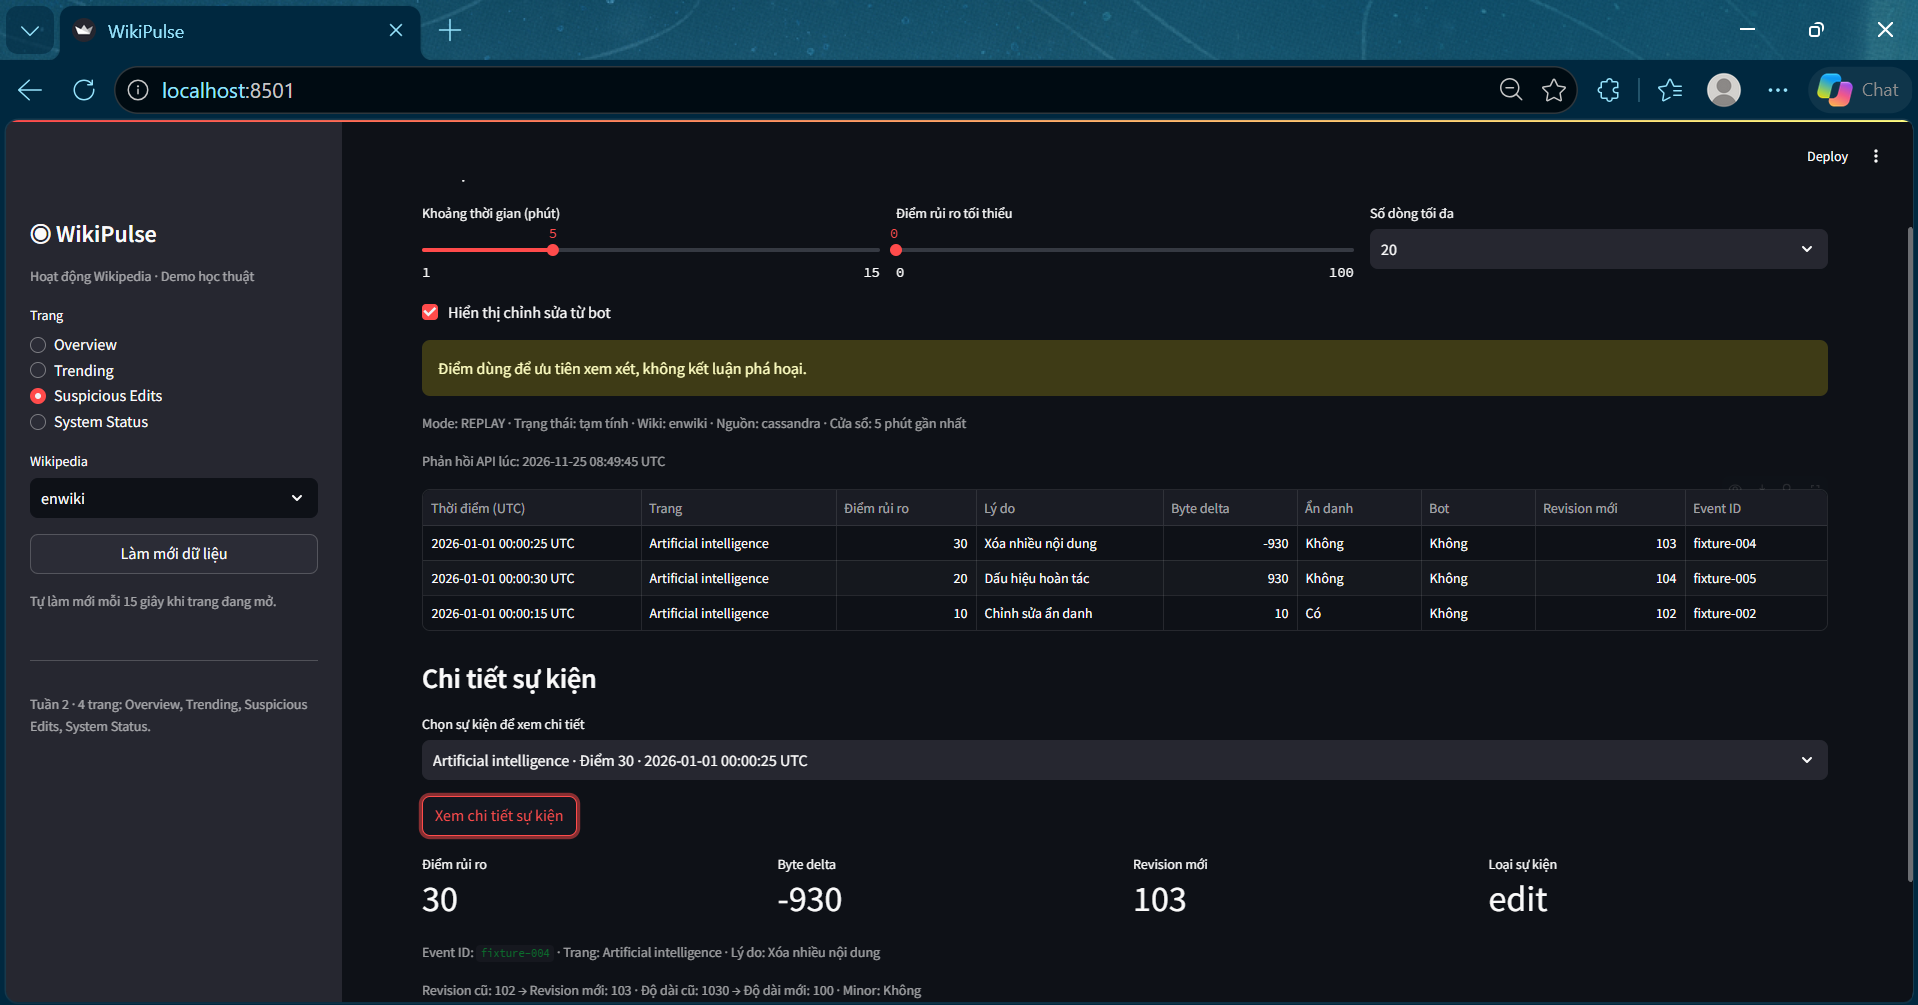 WikiPulse
localhost:8501
Chat
Deploy
WikiPulse
Hoạt động Wikipedia · Demo học thuật
Trang
Overview
Trending
Suspicious Edits
System Status
Wikipedia
enwiki
Làm mới dữ liệu
Tự làm mới mỗi 15 giây khi trang đang mở.
Tuần 2 · 4 trang: Overview, Trending, Suspicious
Edits, System Status.
Khoảng thời gian (phút)
5
1 15
Điểm rủi ro tối thiểu
0
0 100
Số dòng tối đa
20
Hiển thị chỉnh sửa từ bot
Điểm dùng để ưu tiên xem xét, không kết luận phá hoại.
Mode: REPLAY · Trạng thái: tạm tính · Wiki: enwiki · Nguồn: cassandra · Cửa sổ: 5 phút gần nhất
Phản hồi API lúc: 2026-11-25 08:49:45 UTC
Thời điểm (UTC) Trang Điểm rủi ro Lý do Byte delta Ẩn danh Bot Revision mới Event ID
2026-01-01 00:00:25 UTC Artificial intelligence 30 Xóa nhiều nội dung -930 Không Không 103 fixture-004
2026-01-01 00:00:30 UTC Artificial intelligence 20 Dấu hiệu hoàn tác 930 Không Không 104 fixture-005
2026-01-01 00:00:15 UTC Artificial intelligence 10 Chỉnh sửa ẩn danh 10 Có Không 102 fixture-002
Chi tiết sự kiện
Chọn sự kiện để xem chi tiết
Artificial intelligence · Điểm 30 · 2026-01-01 00:00:25 UTC
Xem chi tiết sự kiện
Điểm rủi ro Byte delta Revision mới Loại sự kiện
30 -930 103 edit
Event ID: fixture-004 · Trang: Artificial intelligence · Lý do: Xóa nhiều nội dung
Revision cũ: 102 → Revision mới: 103 · Độ dài cũ: 1030 → Độ dài mới: 100 · Minor: Không